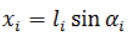 xᵢ = lᵢ sin αᵢ